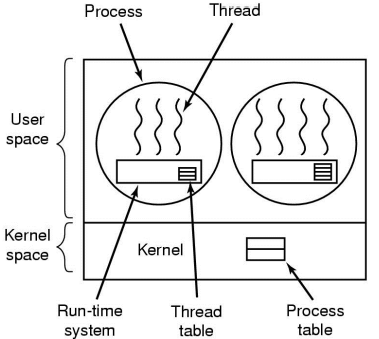 Process
Thread
User
space
Kernel
space
Kernel
Run-time
system
Thread
table
Process
table